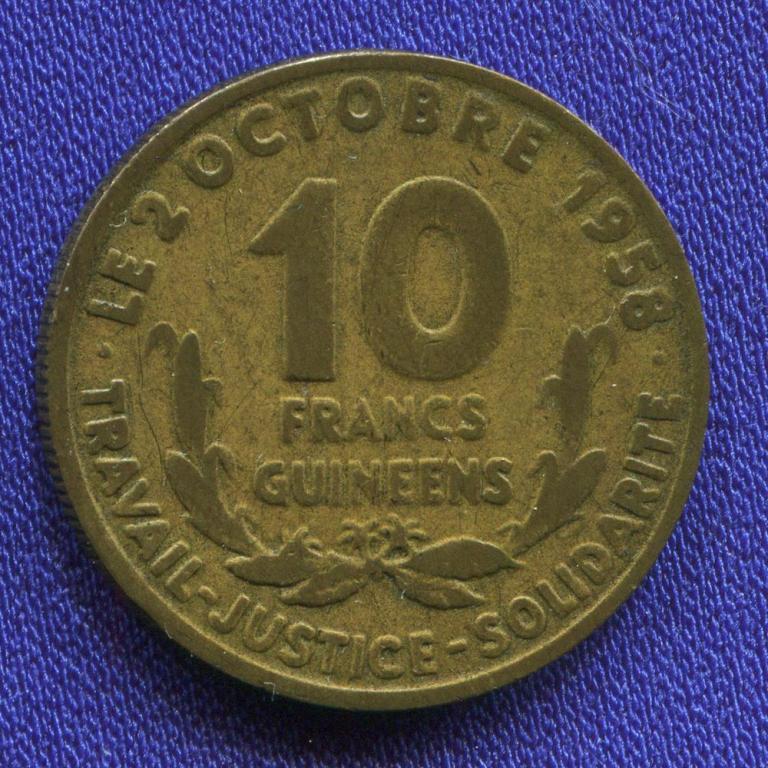 LE 2 OCTOBRE 1958
10
FRANCS
GUINEENS
· TRAVAIL-JUSTICE-SOLIDARITE ·